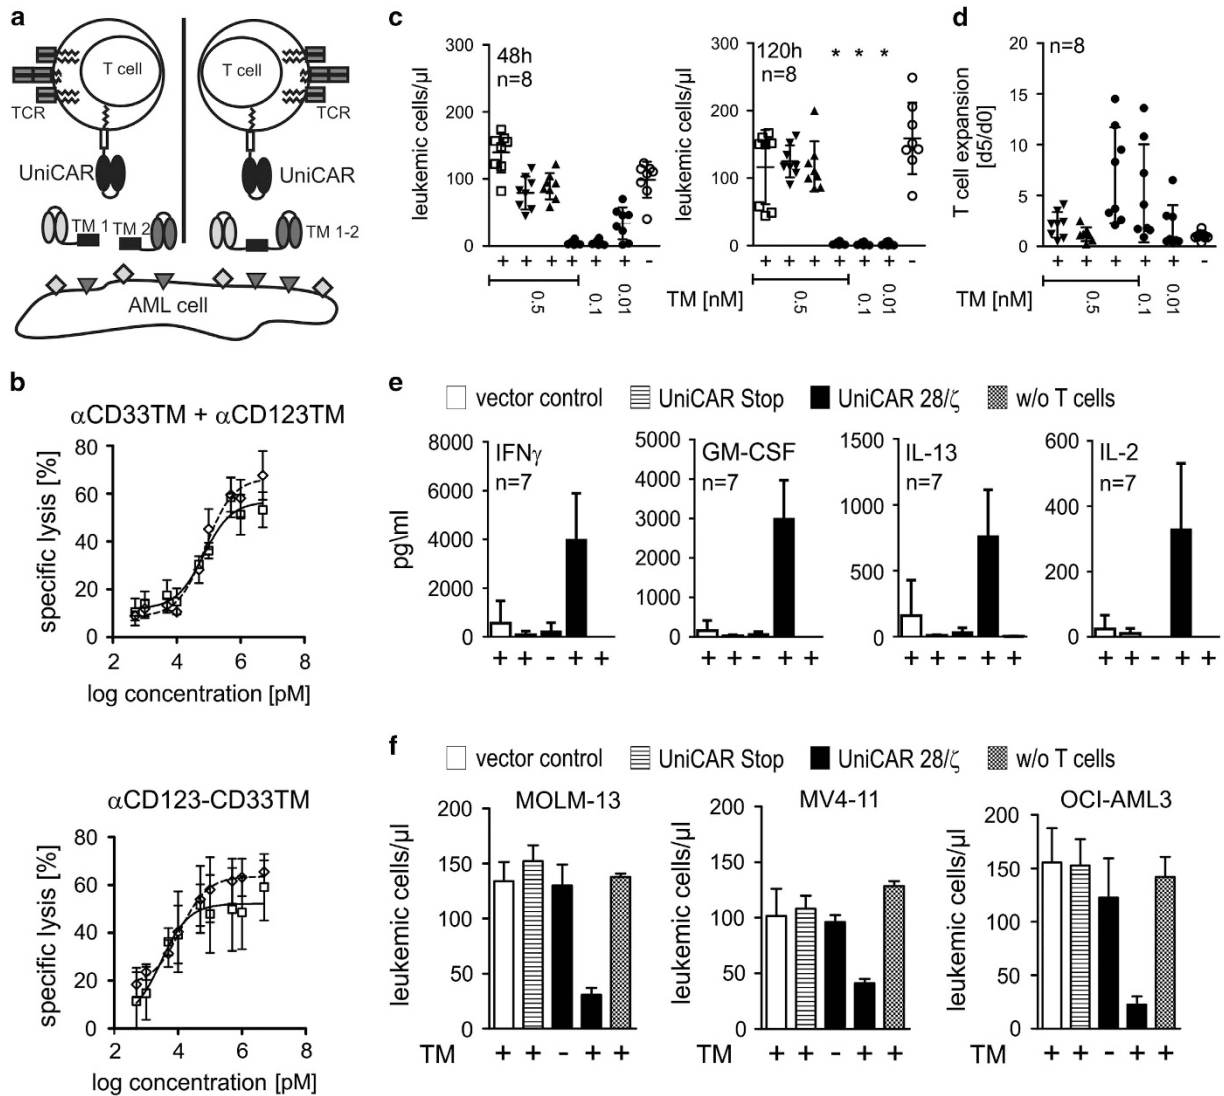 a
T cell
T cell
TCR
TCR
UniCAR
UniCAR
TM 1
TM 2
TM 1-2
AML cell
b
αCD33TM + αCD123TM
specific lysis [%]
80
60
40
20
0
2 4 6 8
log concentration [pM]
αCD123-CD33TM
specific lysis [%]
80
60
40
20
0
2 4 6 8
log concentration [pM]
c
leukemic cells/µl
300
200
100
0
48h
n=8
+ + + + + + -
0.5 0.1 0.01
leukemic cells/µl
300
200
100
0
120h
n=8
* * *
+ + + + + + -
TM [nM]
0.5 0.1 0.01
d
T cell expansion
[d5/d0]
20
15
10
5
0
n=8
+ + + + + -
TM [nM]
0.5 0.1 0.01
e
vector control UniCAR Stop UniCAR 28/ζ w/o T cells
pg\ml
8000
6000
4000
2000
0
IFNγ
n=7
+ + - + +
5000
4000
3000
2000
1000
0
GM-CSF
n=7
+ + - + +
1500
1000
500
0
IL-13
n=7
+ + - + +
600
400
200
0
IL-2
n=7
+ + - + +
f
vector control UniCAR Stop UniCAR 28/ζ w/o T cells
MOLM-13
leukemic cells/µl
200
150
100
50
0
TM + + - + +
MV4-11
leukemic cells/µl
200
150
100
50
0
TM + + - + +
OCI-AML3
leukemic cells/µl
200
150
100
50
0
TM + + - + +